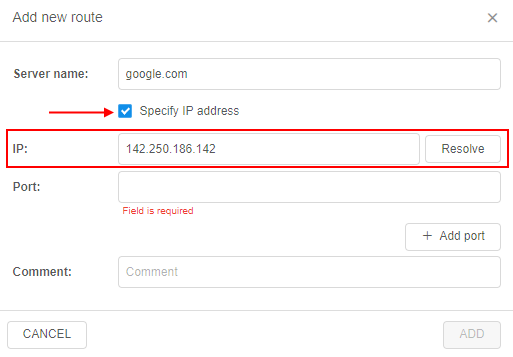 Add new route
Server name: google.com
Specify IP address
IP: 142.250.186.142 Resolve
Port:
Field is required
+ Add port
Comment: Comment
CANCEL ADD